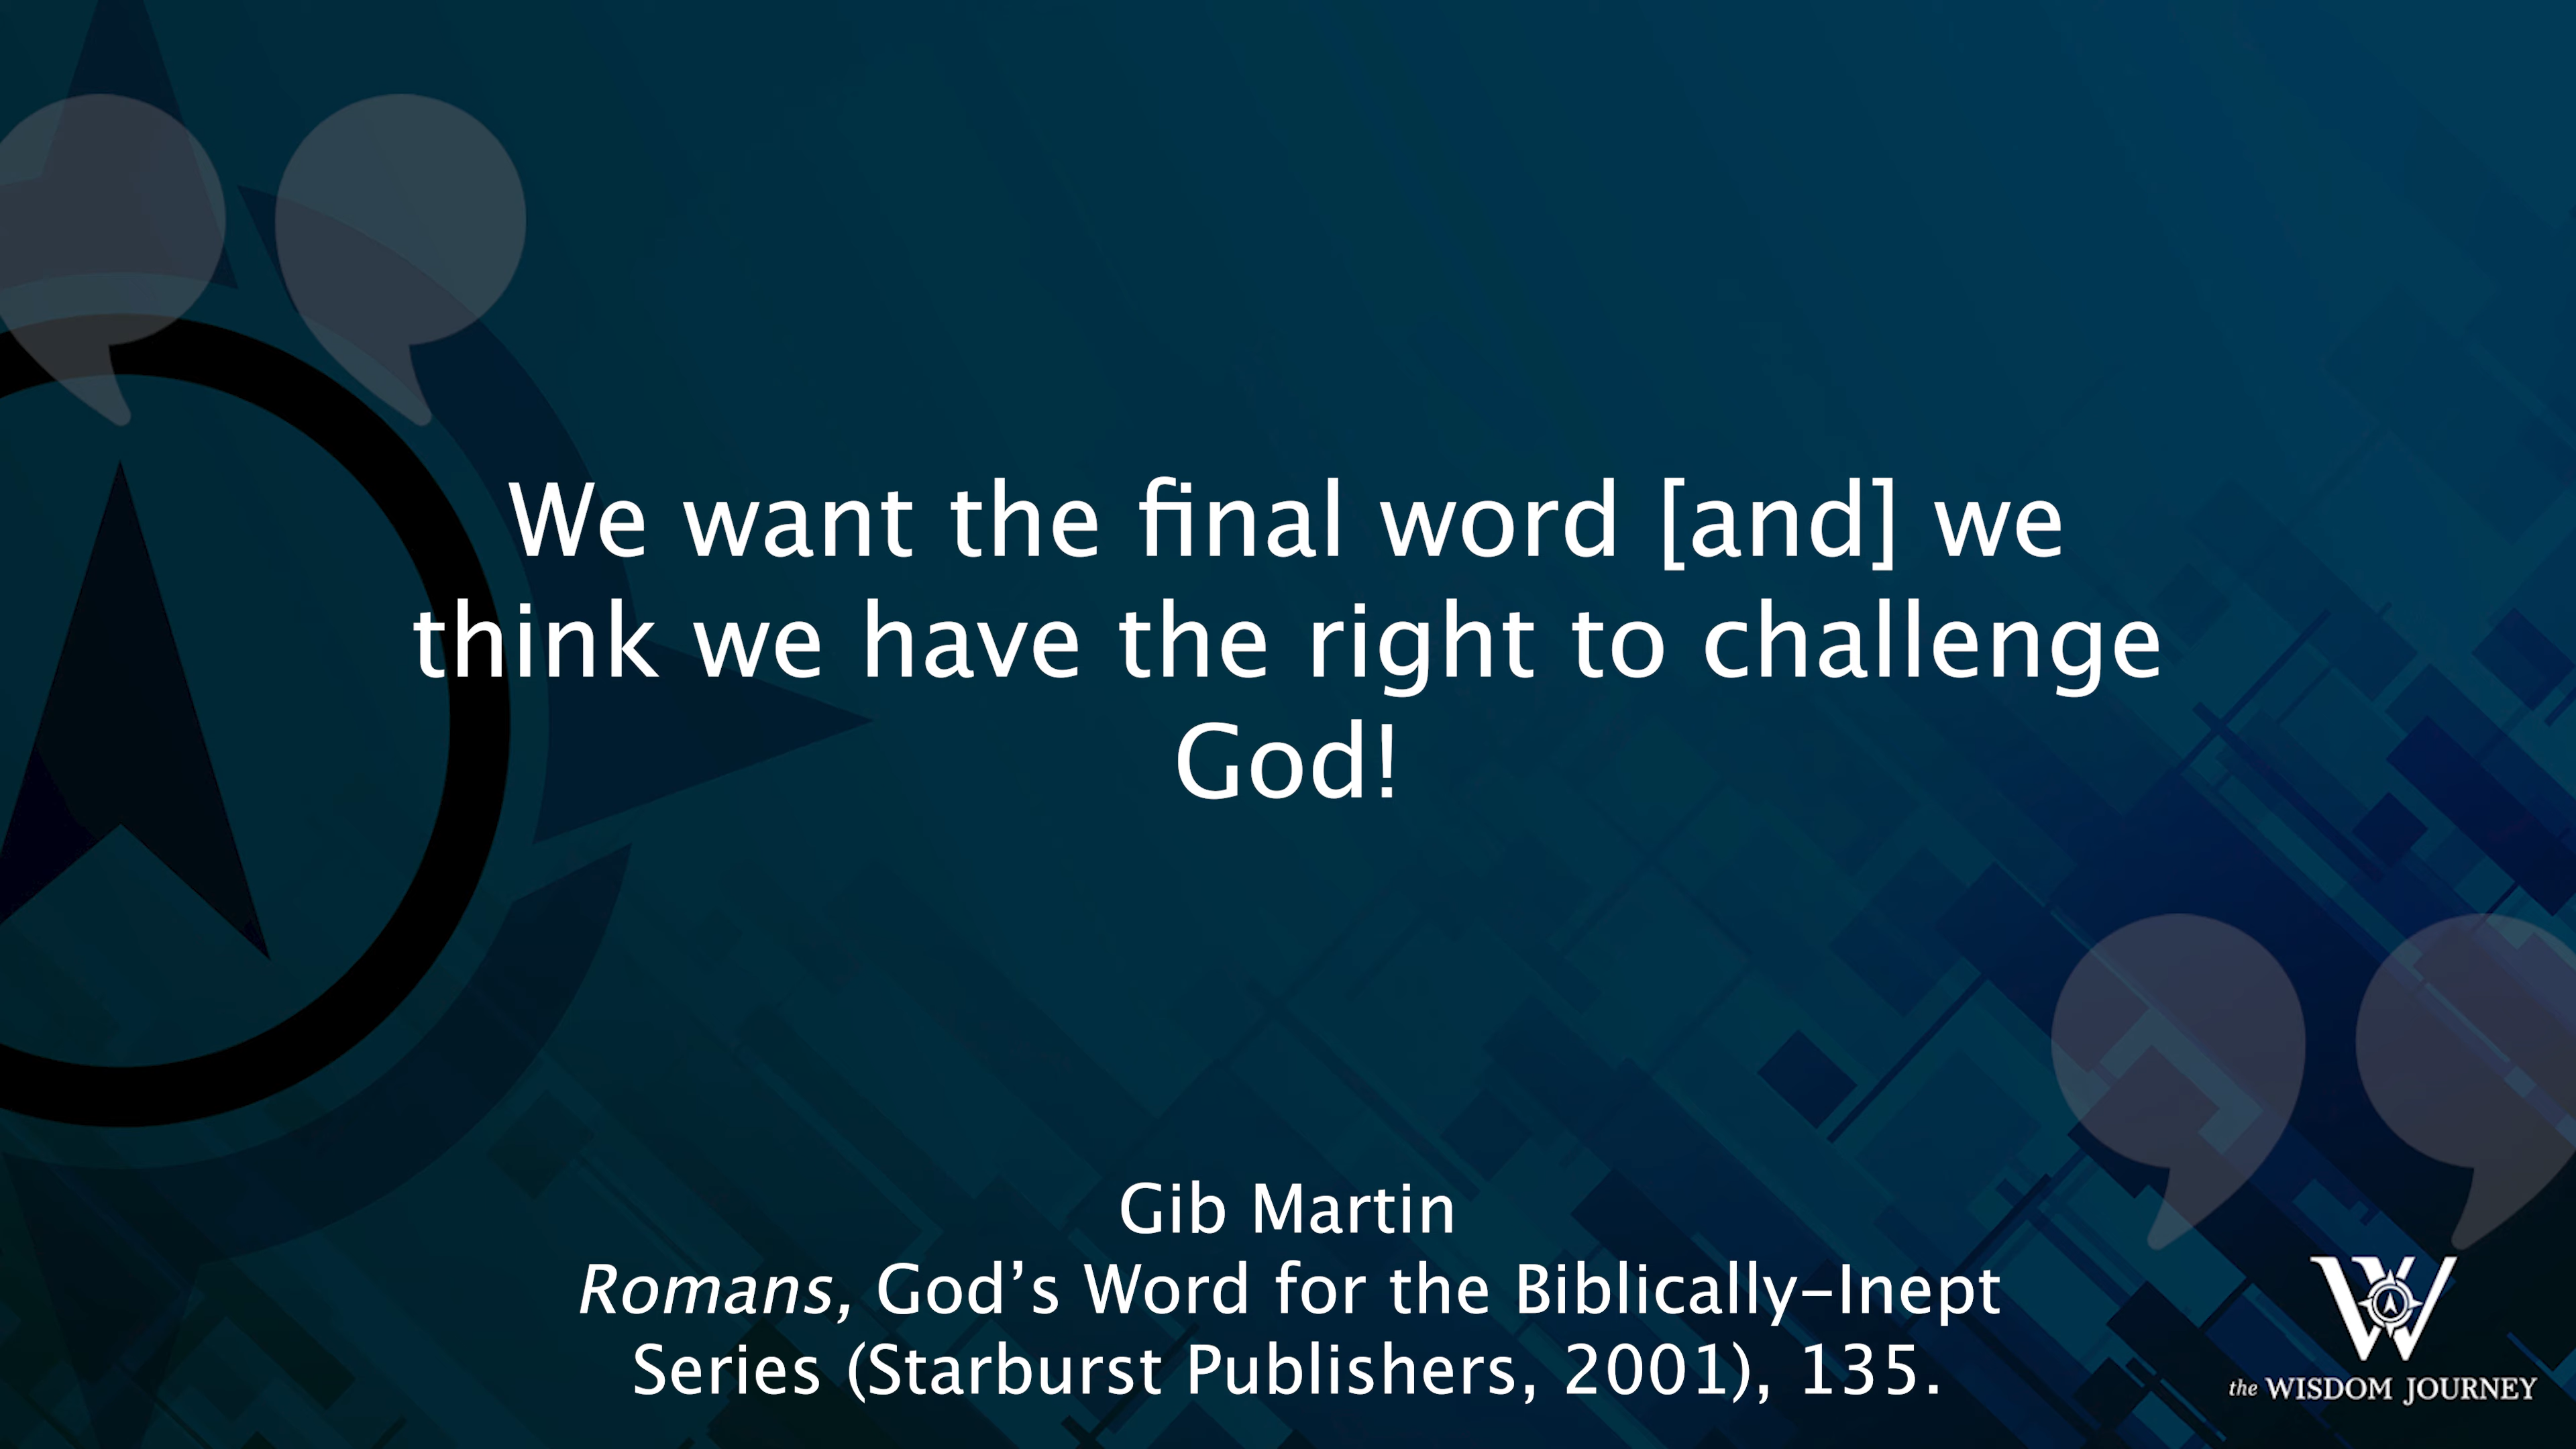 We want the final word [and] we
think we have the right to challenge
God!
Gib Martin
Romans, God’s Word for the Biblically-Inept
Series (Starburst Publishers, 2001), 135.
W
the WISDOM JOURNEY